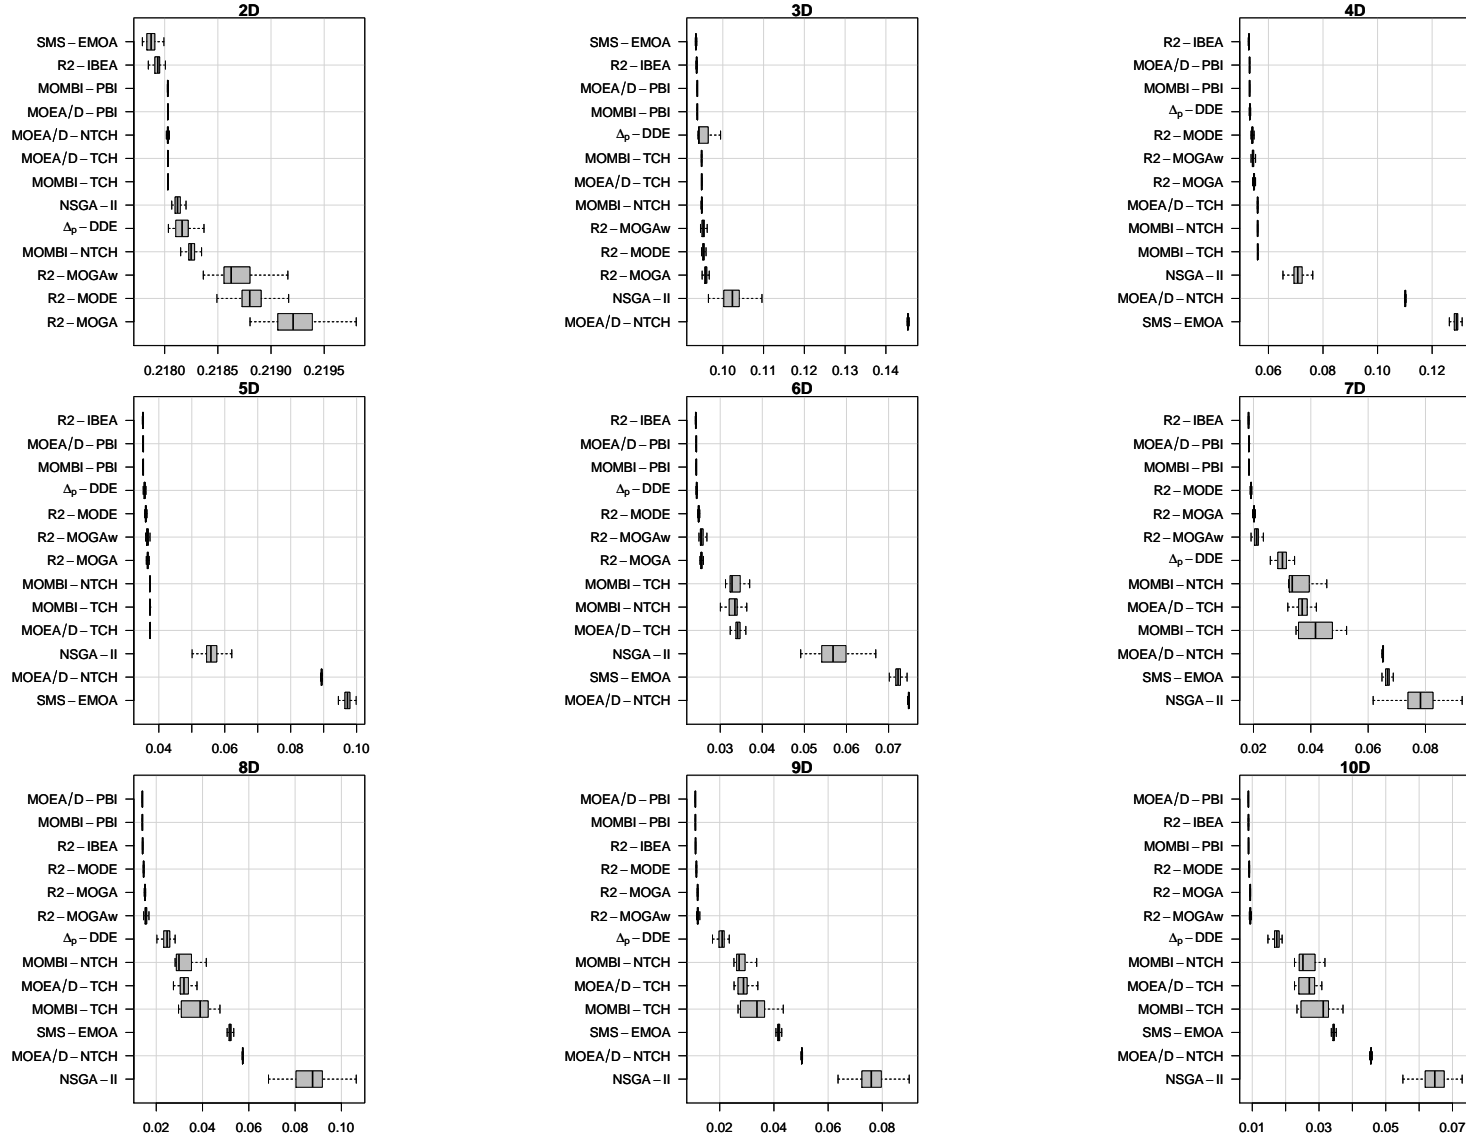 2D
SMS−EMOA
R2−IBEA
MOMBI−PBI
MOEA/D−PBI
MOEA/D−NTCH
MOEA/D−TCH
MOMBI−TCH
NSGA−II
Δp−DDE
MOMBI−NTCH
R2−MOGAw
R2−MODE
R2−MOGA
0.2180 0.2185 0.2190 0.2195
3D
SMS−EMOA
R2−IBEA
MOEA/D−PBI
MOMBI−PBI
Δp−DDE
MOMBI−TCH
MOEA/D−TCH
MOMBI−NTCH
R2−MOGAw
R2−MODE
R2−MOGA
NSGA−II
MOEA/D−NTCH
0.10 0.11 0.12 0.13 0.14
4D
R2−IBEA
MOEA/D−PBI
MOMBI−PBI
Δp−DDE
R2−MODE
R2−MOGAw
R2−MOGA
MOEA/D−TCH
MOMBI−NTCH
MOMBI−TCH
NSGA−II
MOEA/D−NTCH
SMS−EMOA
0.06 0.08 0.10 0.12
5D
R2−IBEA
MOEA/D−PBI
MOMBI−PBI
Δp−DDE
R2−MODE
R2−MOGAw
R2−MOGA
MOMBI−NTCH
MOMBI−TCH
MOEA/D−TCH
NSGA−II
MOEA/D−NTCH
SMS−EMOA
0.04 0.06 0.08 0.10
6D
R2−IBEA
MOEA/D−PBI
MOMBI−PBI
Δp−DDE
R2−MODE
R2−MOGAw
R2−MOGA
MOMBI−TCH
MOMBI−NTCH
MOEA/D−TCH
NSGA−II
SMS−EMOA
MOEA/D−NTCH
0.03 0.04 0.05 0.06 0.07
7D
R2−IBEA
MOEA/D−PBI
MOMBI−PBI
R2−MODE
R2−MOGA
R2−MOGAw
Δp−DDE
MOMBI−NTCH
MOEA/D−TCH
MOMBI−TCH
MOEA/D−NTCH
SMS−EMOA
NSGA−II
0.02 0.04 0.06 0.08
8D
MOEA/D−PBI
MOMBI−PBI
R2−IBEA
R2−MODE
R2−MOGA
R2−MOGAw
Δp−DDE
MOMBI−NTCH
MOEA/D−TCH
MOMBI−TCH
SMS−EMOA
MOEA/D−NTCH
NSGA−II
0.02 0.04 0.06 0.08 0.10
9D
MOEA/D−PBI
MOMBI−PBI
R2−IBEA
R2−MODE
R2−MOGA
R2−MOGAw
Δp−DDE
MOMBI−NTCH
MOEA/D−TCH
MOMBI−TCH
SMS−EMOA
MOEA/D−NTCH
NSGA−II
0.02 0.04 0.06 0.08
10D
MOEA/D−PBI
R2−IBEA
MOMBI−PBI
R2−MODE
R2−MOGA
R2−MOGAw
Δp−DDE
MOMBI−NTCH
MOEA/D−TCH
MOMBI−TCH
SMS−EMOA
MOEA/D−NTCH
NSGA−II
0.01 0.03 0.05 0.07